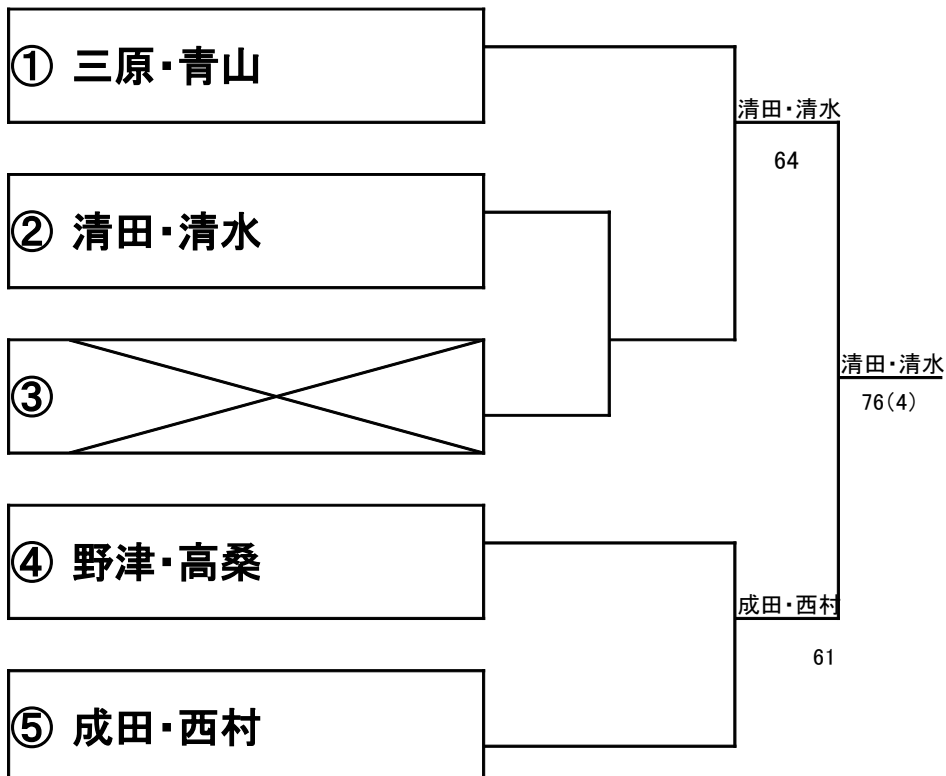 ① 三原・青山
清田・清水
64
② 清田・清水
③
清田・清水
76(4)
④ 野津・高桑
成田・西村
61
⑤ 成田・西村